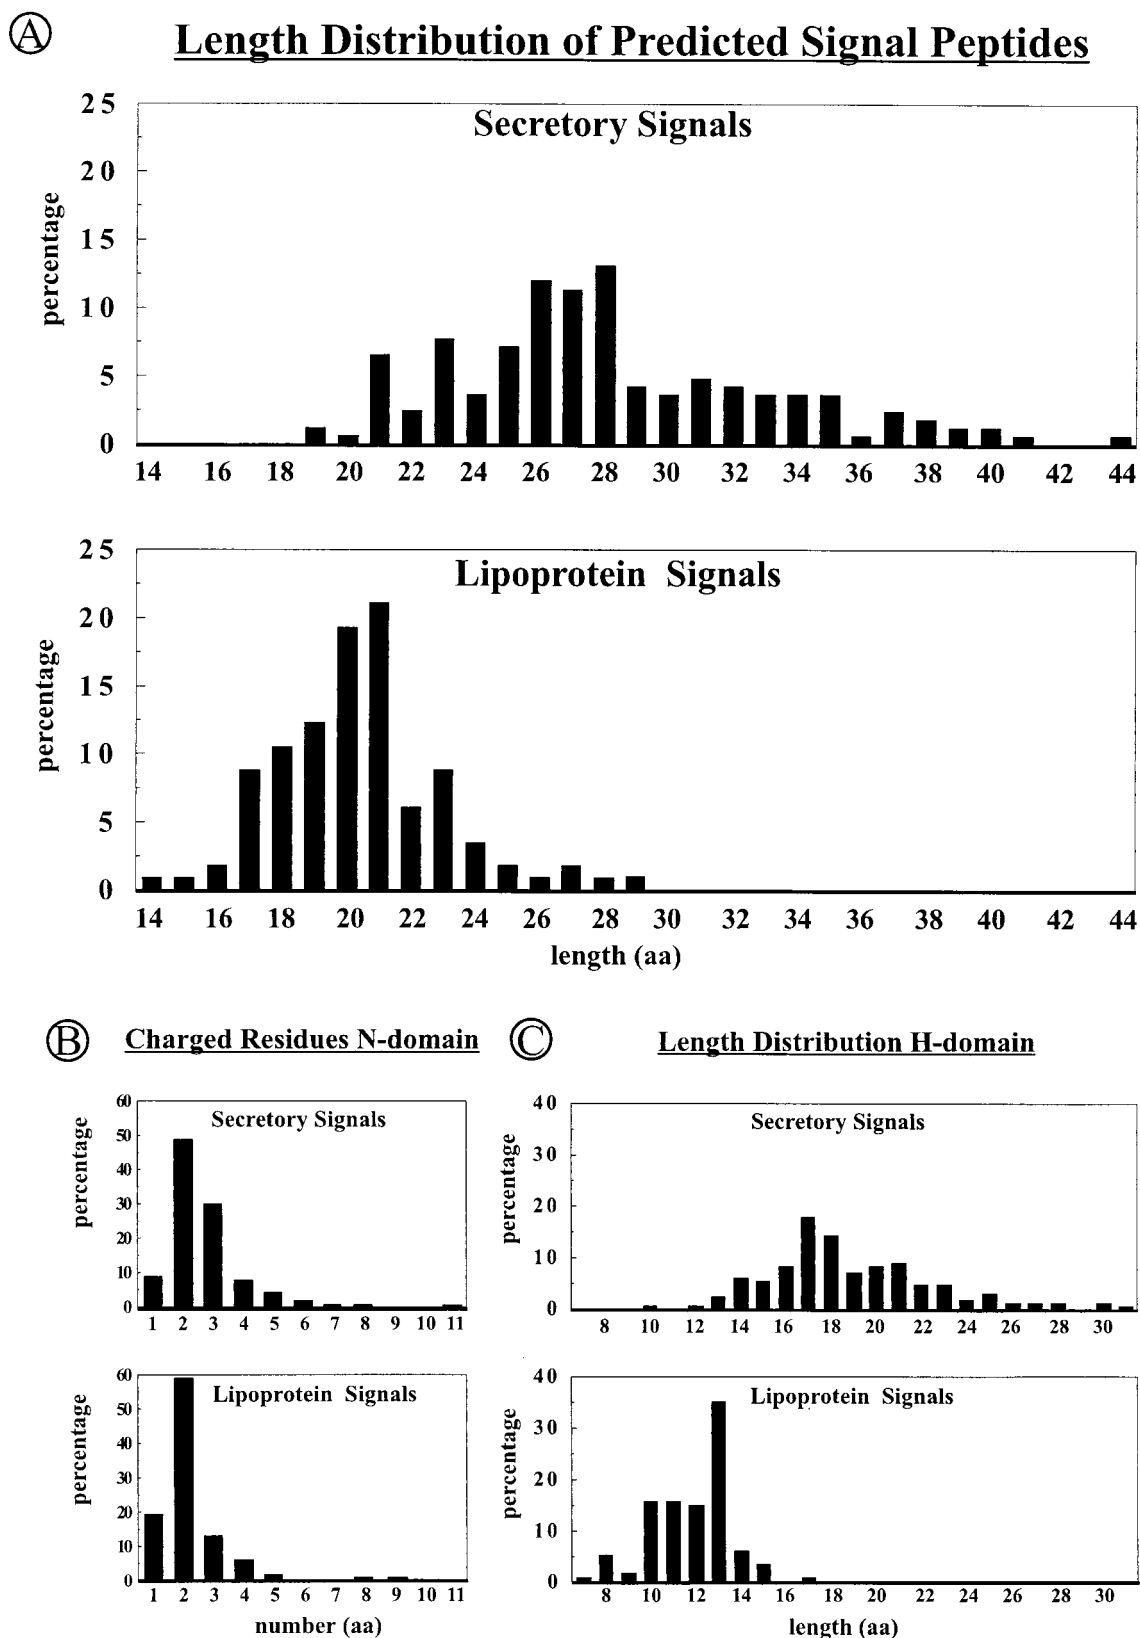 A Length Distribution of Predicted Signal Peptides
Secretory Signals
percentage
25
20
15
10
5
0
14 16 18 20 22 24 26 28 30 32 34 36 38 40 42 44
Lipoprotein Signals
percentage
25
20
15
10
5
0
14 16 18 20 22 24 26 28 30 32 34 36 38 40 42 44
length (aa)
B Charged Residues N-domain
Secretory Signals
percentage
60
50
40
30
20
10
0
1 2 3 4 5 6 7 8 9 10 11
Lipoprotein Signals
percentage
60
50
40
30
20
10
0
1 2 3 4 5 6 7 8 9 10 11
number (aa)
C Length Distribution H-domain
Secretory Signals
percentage
40
30
20
10
0
8 10 12 14 16 18 20 22 24 26 28 30
Lipoprotein Signals
percentage
40
30
20
10
0
8 10 12 14 16 18 20 22 24 26 28 30
length (aa)